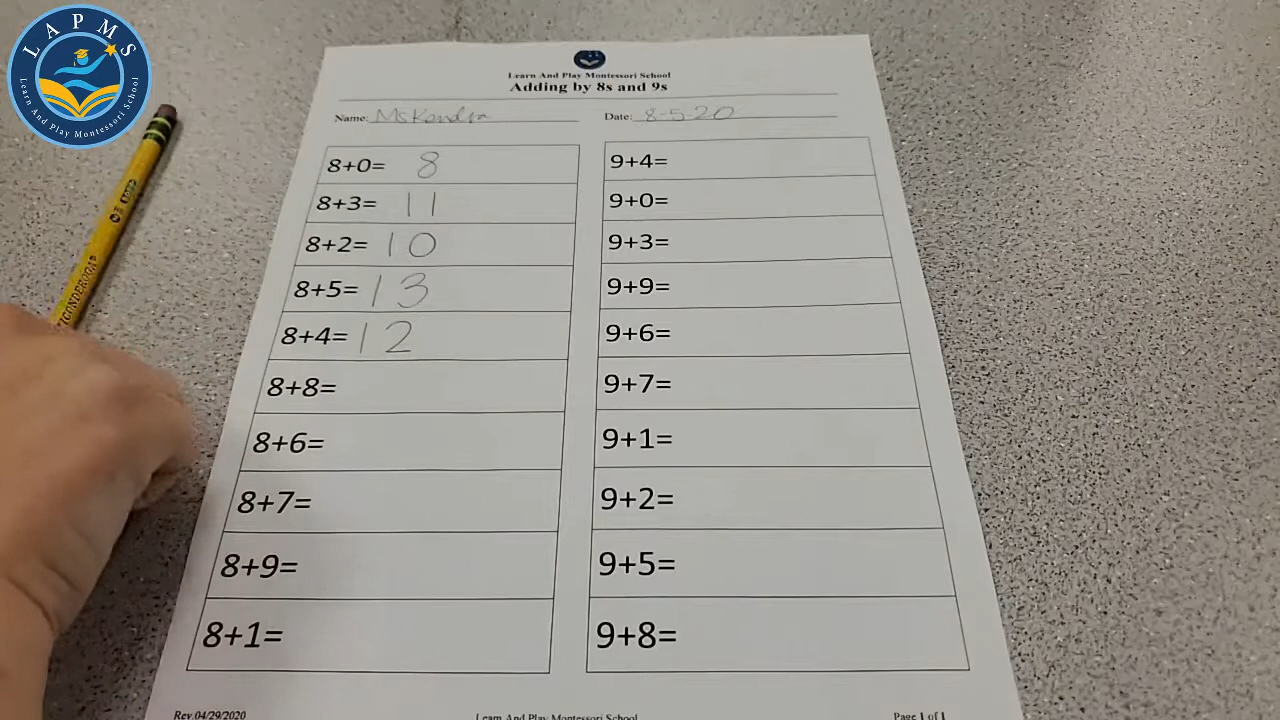 LAPMS
Learn And Play Montessori School
Learn And Play Montessori School
Adding by 8s and 9s
Name: Ms Kendra
Date: 8-5-20
8+0= 8
8+3= 11
8+2= 10
8+5= 13
8+4= 12
8+8=
8+6=
8+7=
8+9=
8+1=
9+4=
9+0=
9+3=
9+9=
9+6=
9+7=
9+1=
9+2=
9+5=
9+8=
TICONDEROGA
Rev.04/29/2020
Learn And Play Montessori School
Page 1 of 1